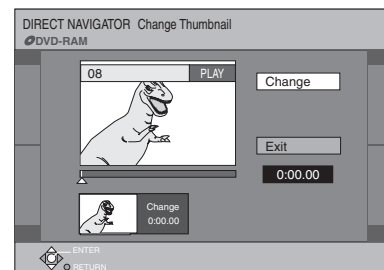 DIRECT NAVIGATOR Change Thumbnail
DVD-RAM
08 PLAY
Change
Exit
0:00.00
Change
0:00.00
ENTER
RETURN